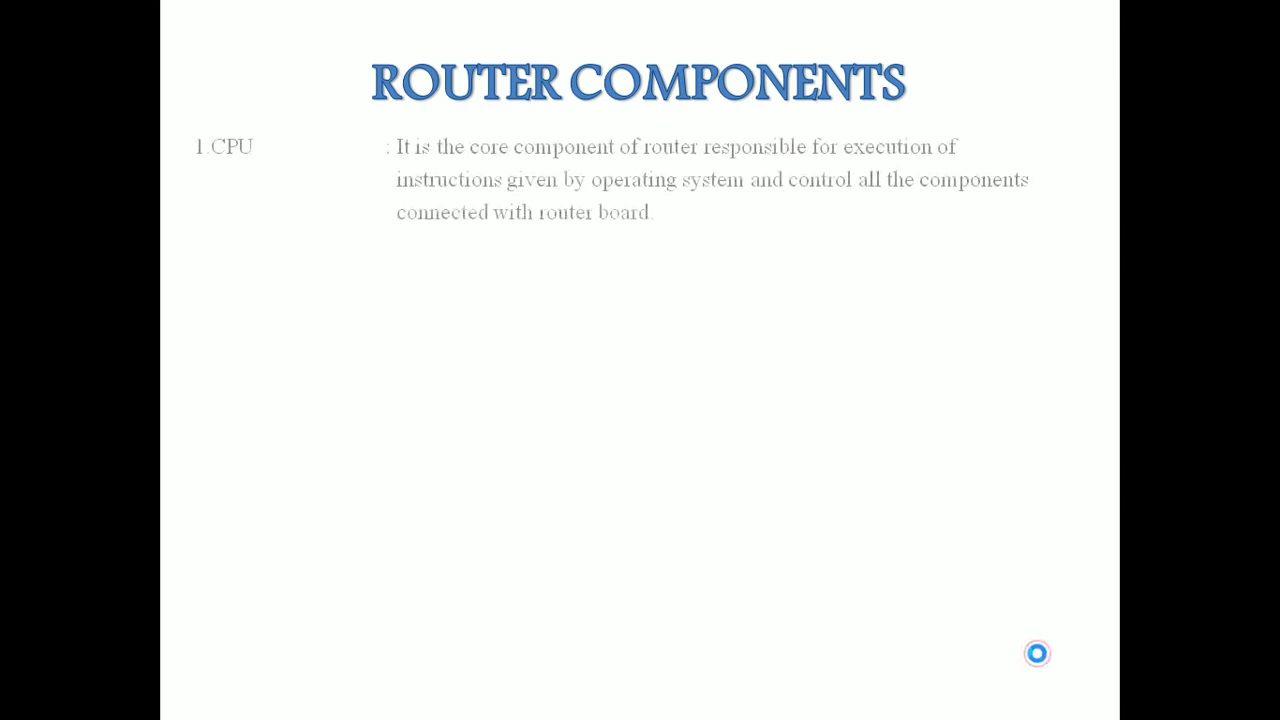 ROUTER COMPONENTS
1.CPU : It is the core component of router responsible for execution of
instructions given by operating system and control all the components
connected with router board.